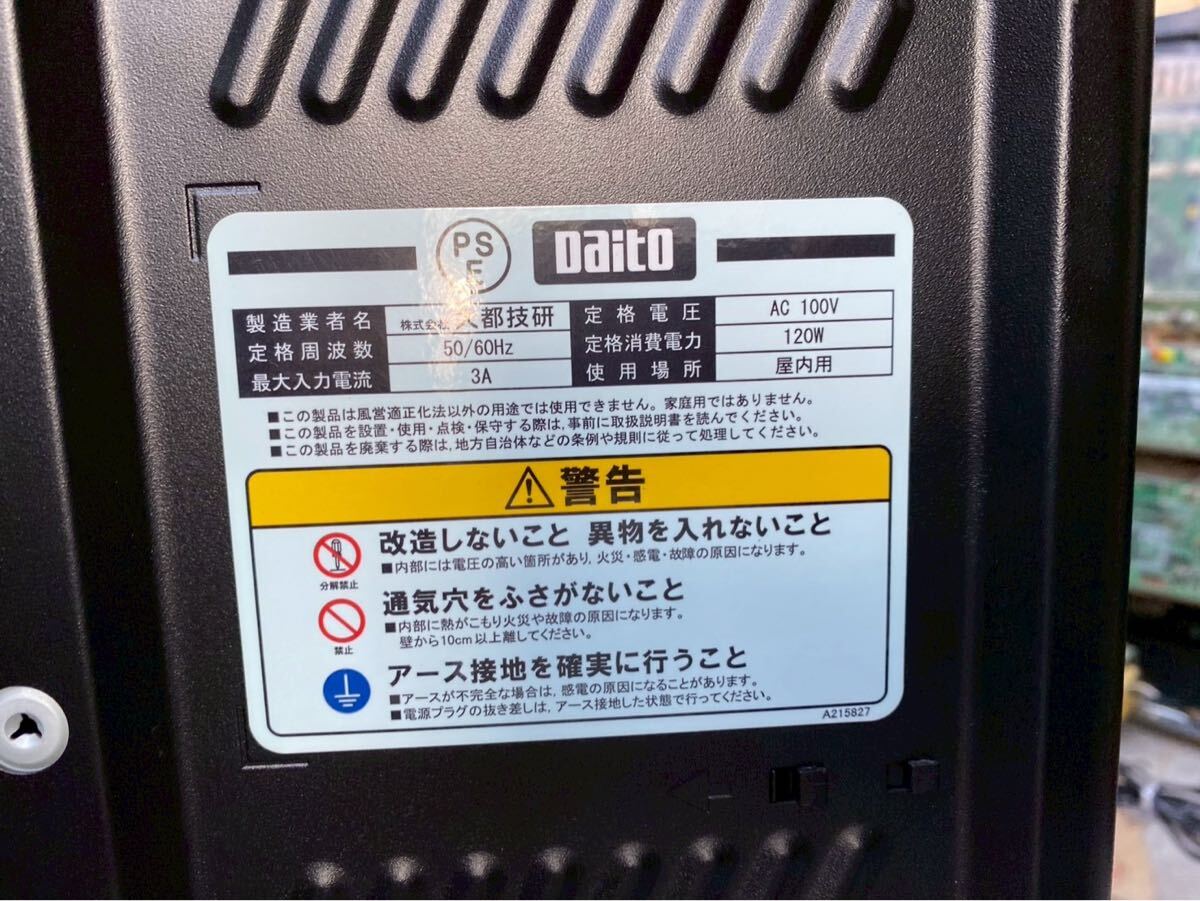 PS
E
Daito
製造業者名 株式会社大都技研 定格電圧 AC 100V
定格周波数 50/60Hz 定格消費電力 120W
最大入力電流 3A 使用場所 屋内用
■この製品は風営適正化法以外の用途では使用できません。家庭用ではありません。
■この製品を設置・使用・点検・保守する際は,事前に取扱説明書を読んでください。
■この製品を廃棄する際は,地方自治体などの条例や規則に従って処理してください。
警告
改造しないこと 異物を入れないこと
■内部には電圧の高い箇所があり,火災・感電・故障の原因になります。
分解禁止
通気穴をふさがないこと
■内部に熱がこもり火災や故障の原因になります。
壁から10cm以上離してください。
禁止
アース接地を確実に行うこと
■アースが不完全な場合は,感電の原因になることがあります。
■電源プラグの抜き差しは,アース接地した状態で行ってください。
A215827